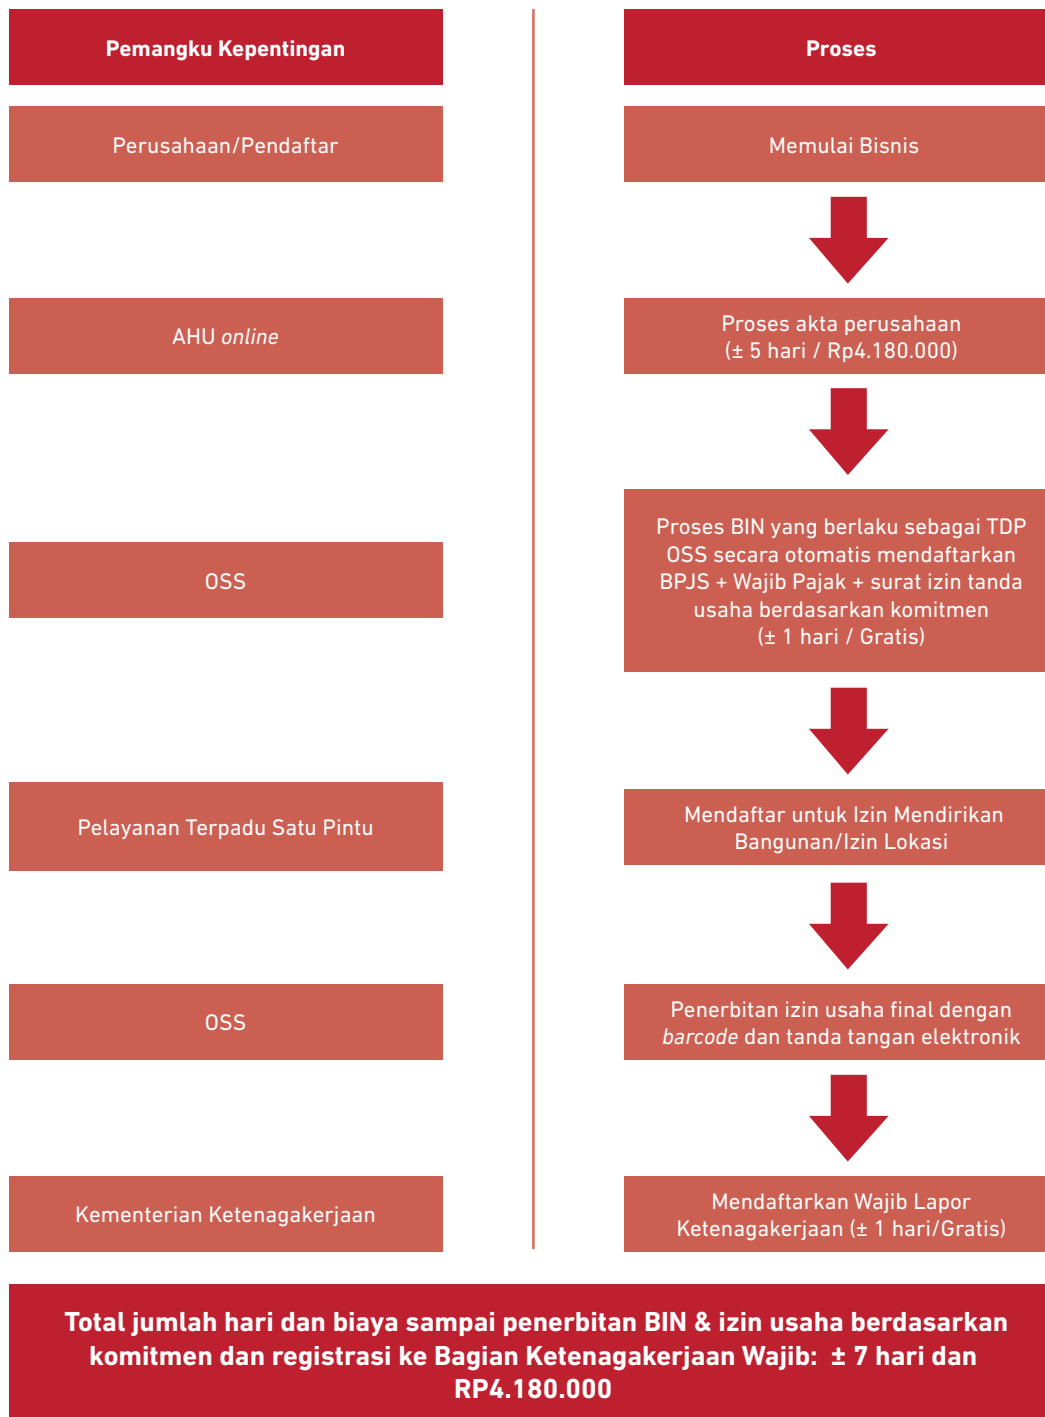 Pemangku Kepentingan
Proses
Perusahaan/Pendaftar
Memulai Bisnis
AHU online
Proses akta perusahaan
(± 5 hari / Rp4.180.000)
OSS
Proses BIN yang berlaku sebagai TDP
OSS secara otomatis mendaftarkan
BPJS + Wajib Pajak + surat izin tanda
usaha berdasarkan komitmen
(± 1 hari / Gratis)
Pelayanan Terpadu Satu Pintu
Mendaftar untuk Izin Mendirikan
Bangunan/Izin Lokasi
OSS
Penerbitan izin usaha final dengan
barcode dan tanda tangan elektronik
Kementerian Ketenagakerjaan
Mendaftarkan Wajib Lapor
Ketenagakerjaan (± 1 hari/Gratis)
Total jumlah hari dan biaya sampai penerbitan BIN & izin usaha berdasarkan
komitmen dan registrasi ke Bagian Ketenagakerjaan Wajib: ± 7 hari dan
RP4.180.000